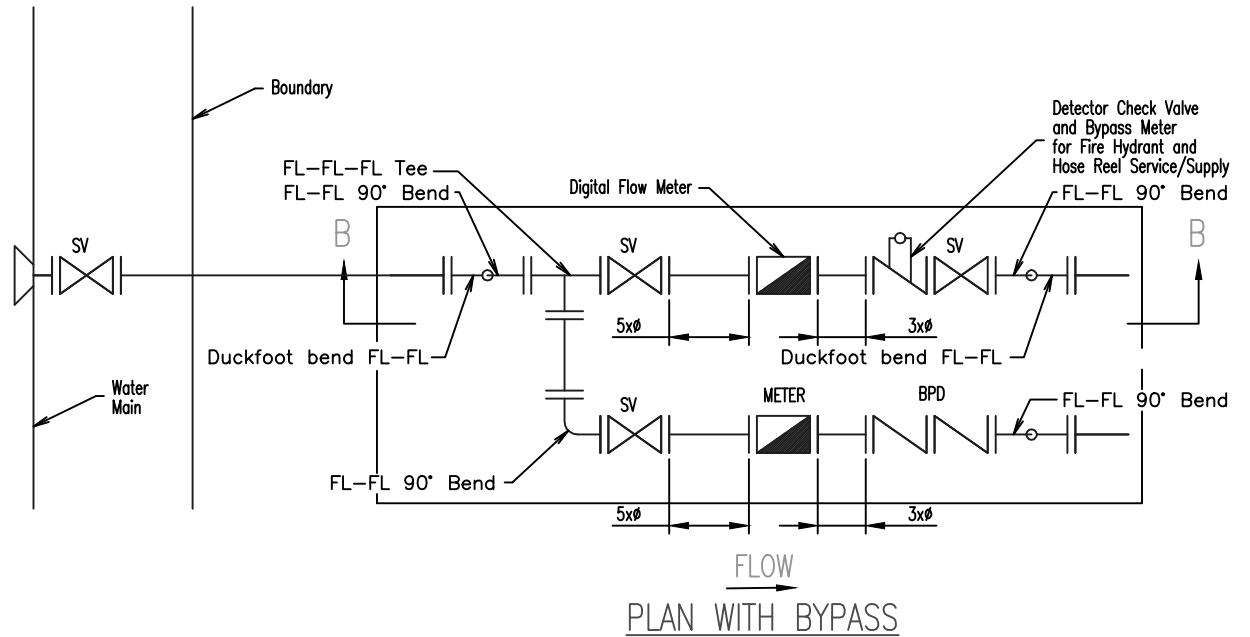 Boundary
Detector Check Valve
and Bypass Meter
for Fire Hydrant and
Hose Reel Service/Supply
FL-FL-FL Tee
FL-FL 90° Bend
Digital Flow Meter
FL-FL 90° Bend
B
SV
SV
SV
B
5xø
3xø
Duckfoot bend FL-FL
Duckfoot bend FL-FL
Water
Main
SV
METER
BPD
FL-FL 90° Bend
FL-FL 90° Bend
5xø
3xø
FLOW
PLAN WITH BYPASS